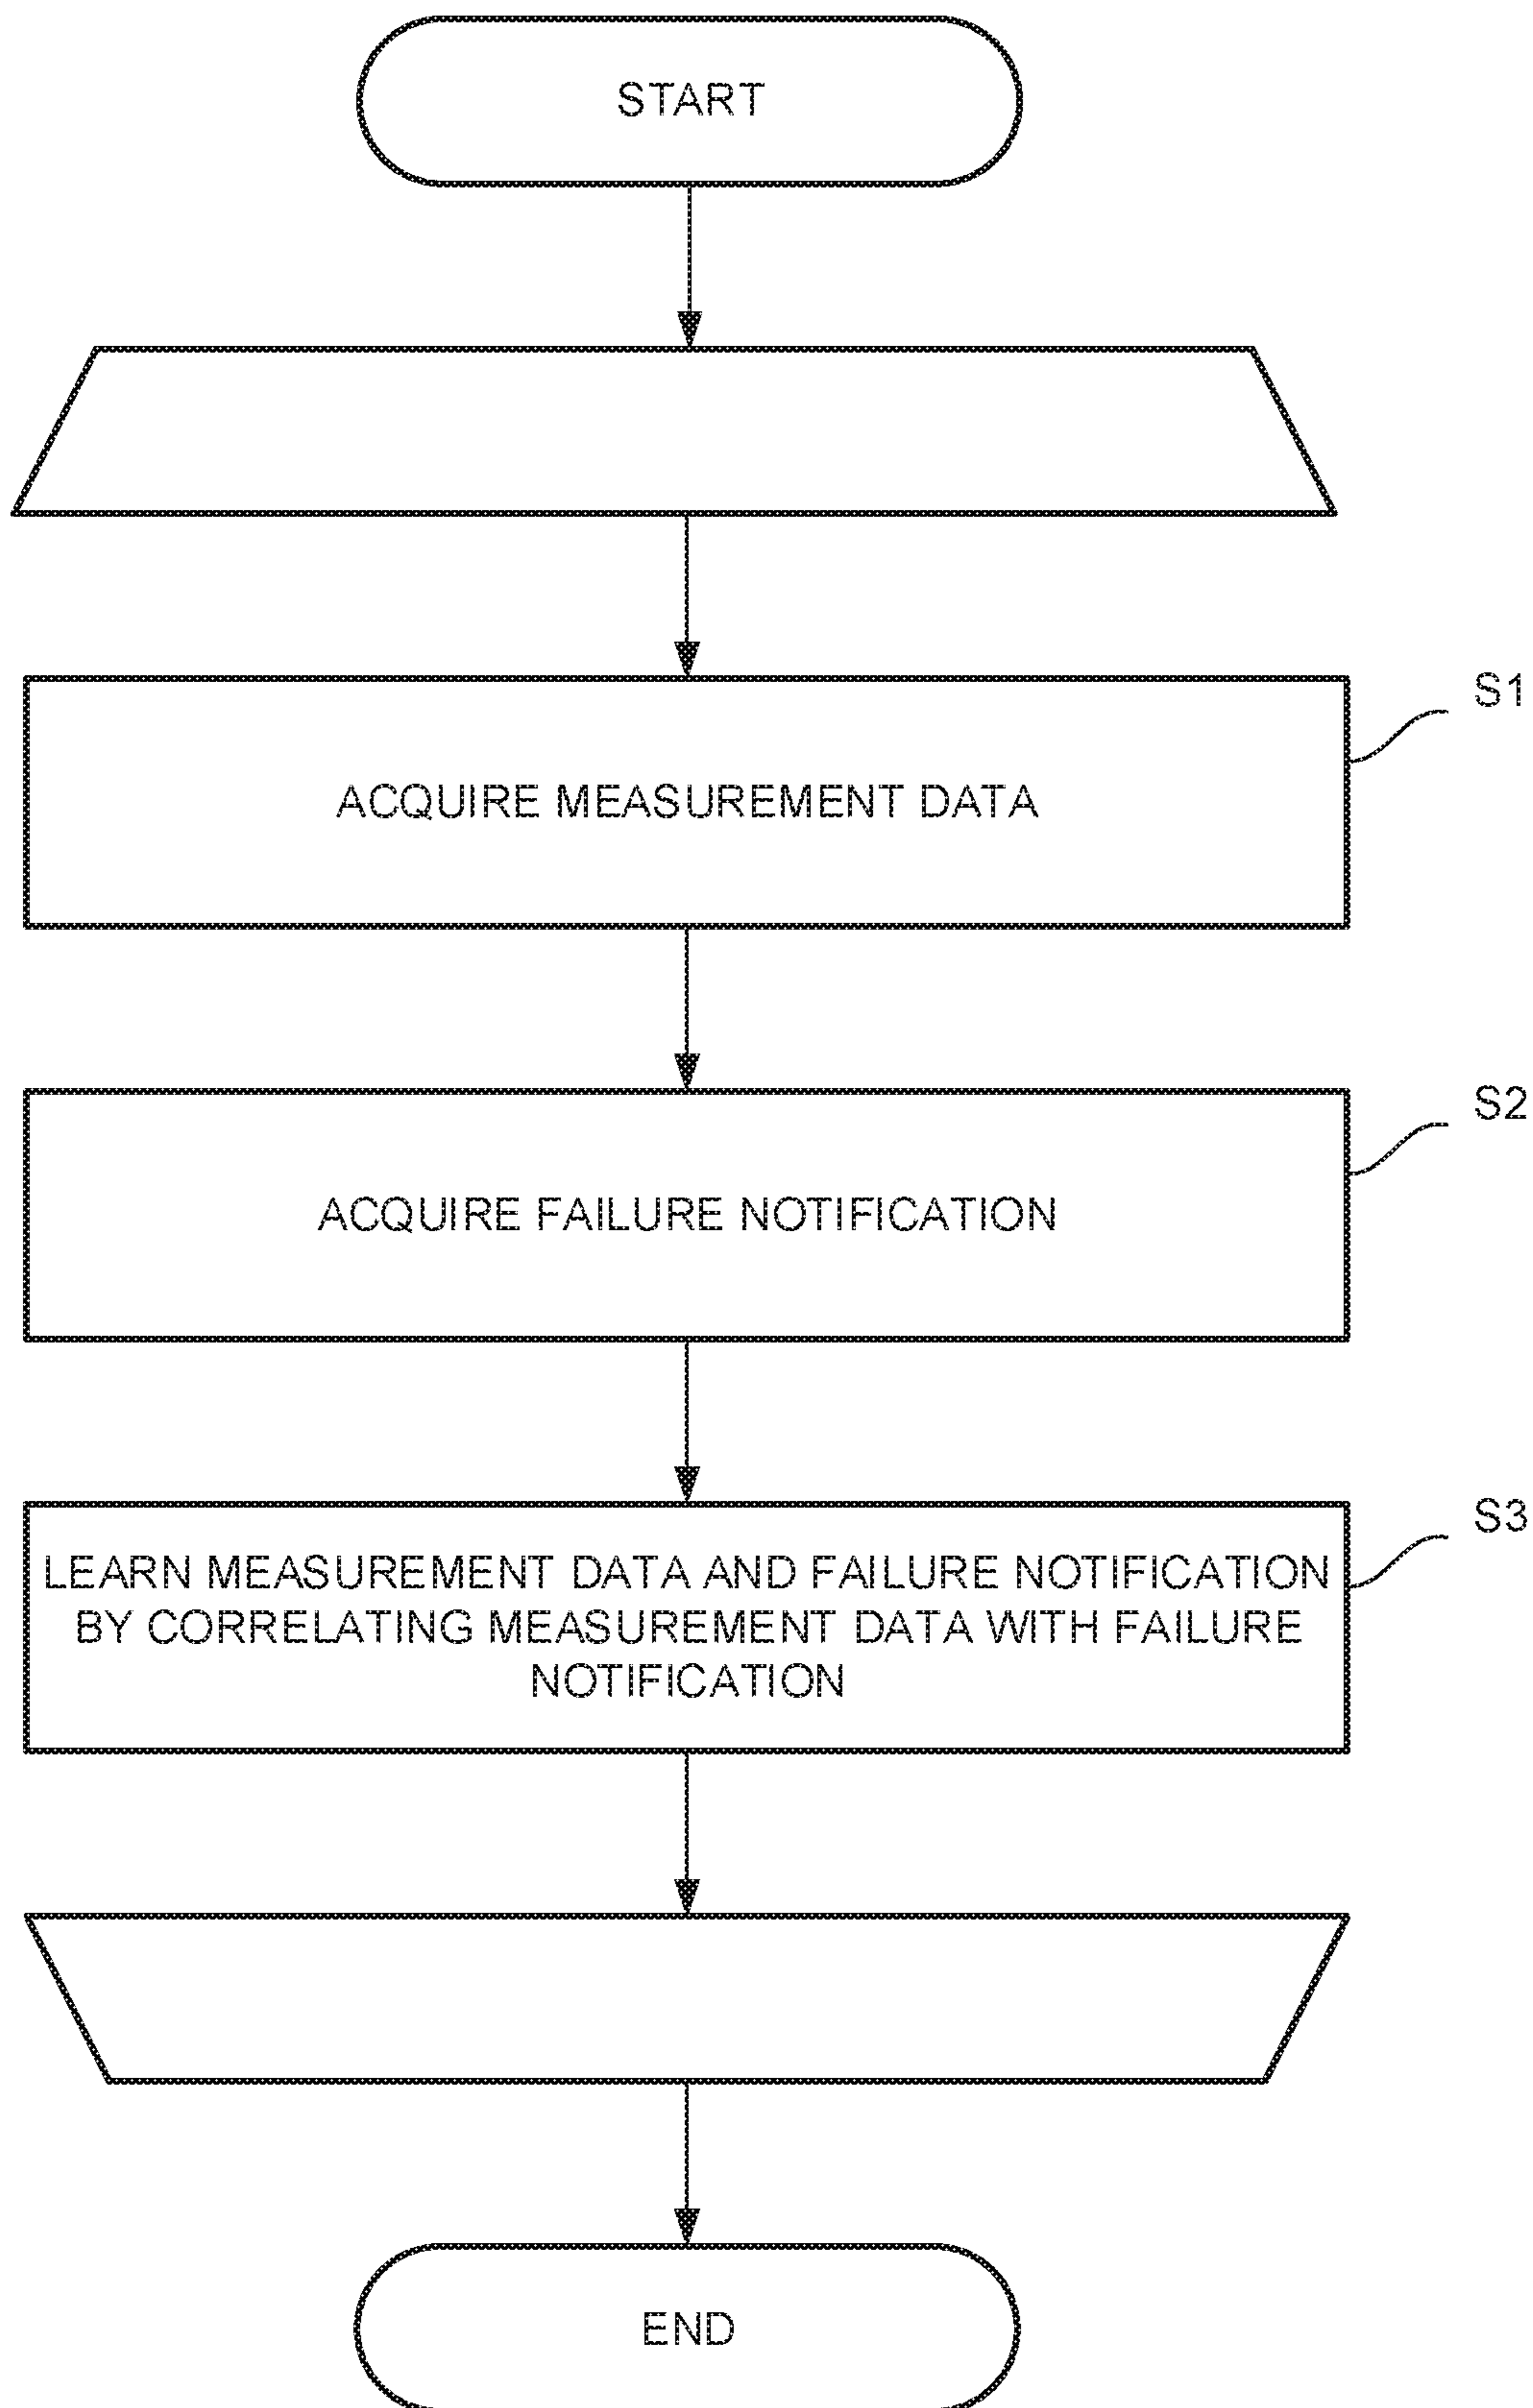 START
S1
ACQUIRE MEASUREMENT DATA
S2
ACQUIRE FAILURE NOTIFICATION
S3
LEARN MEASUREMENT DATA AND FAILURE NOTIFICATION
BY CORRELATING MEASUREMENT DATA WITH FAILURE
NOTIFICATION
END